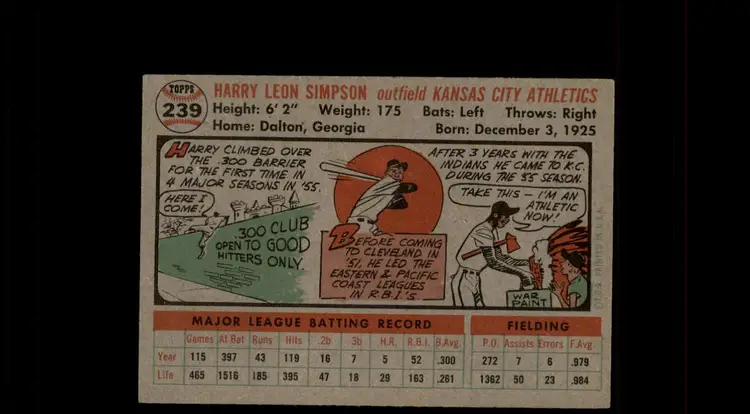 TOPPS
239
HARRY LEON SIMPSON outfield KANSAS CITY ATHLETICS
Height: 6' 2" Weight: 175 Bats: Left Throws: Right
Home: Dalton, Georgia Born: December 3, 1925
HARRY CLIMBED OVER
THE .300 BARRIER
FOR THE FIRST TIME IN
4 MAJOR SEASONS IN '55.
HERE I
COME!
.300 CLUB
OPEN TO GOOD
HITTERS ONLY.
BEFORE COMING
TO CLEVELAND IN
'51, HE LED THE
EASTERN & PACIFIC
COAST LEAGUES
IN R.B.I.'S
AFTER 3 YEARS WITH THE
INDIANS HE CAME TO K.C.
DURING THE '55 SEASON.
TAKE THIS — I'M AN
ATHLETIC
NOW!
WAR
PAINT
PRINTED IN U.S.A.
MAJOR LEAGUE BATTING RECORD FIELDING
Games At Bat Runs Hits 2b 3b H.R. R.B.I. B.Avg. P.O. Assists Errors F.Avg.
Year 115 397 43 119 16 7 5 52 .300 272 7 6 .979
Life 465 1516 185 395 47 18 29 163 .261 1362 50 23 .984